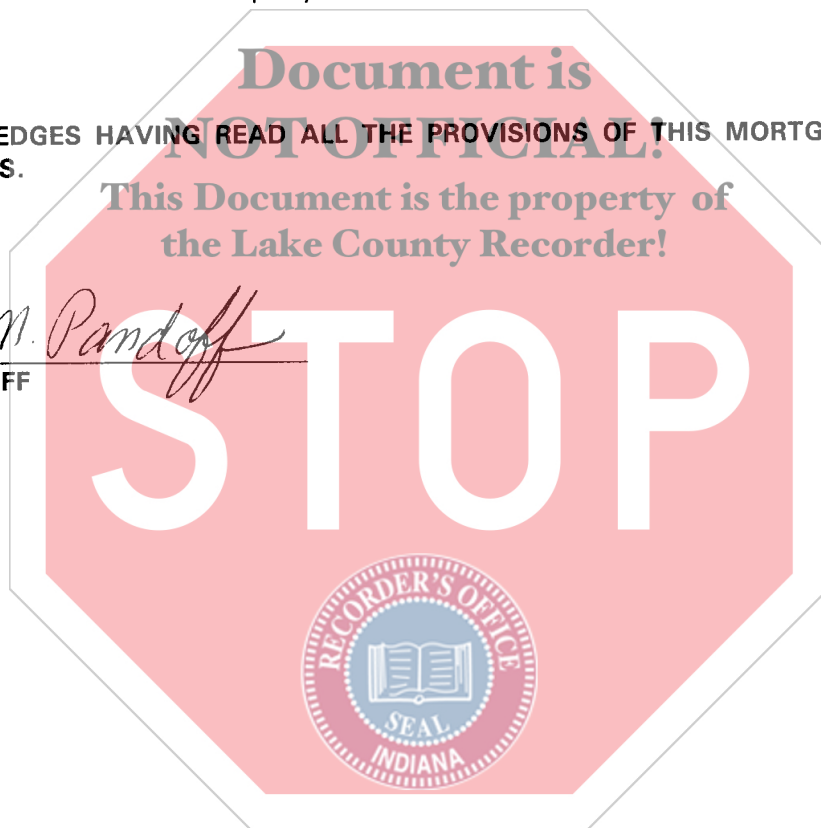 Document is
EDGES HAVING READ ALL THE PROVISIONS OF THIS MORTG
NOT OFFICIAL!
S.
This Document is the property of
the Lake County Recorder!
M. Pandoff
FF
STOP
RECORDER'S OFFICE
SEAL
INDIANA